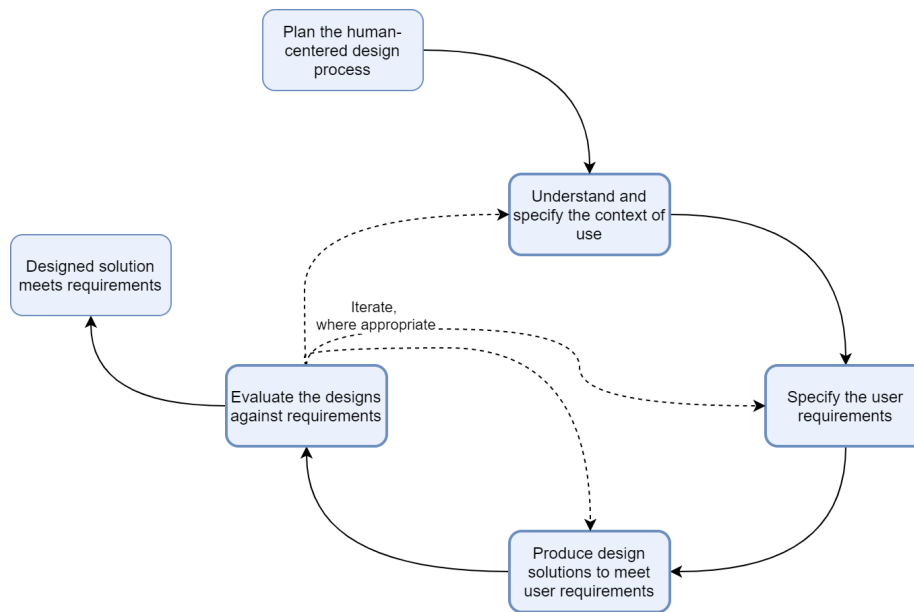 Plan the human-
centered design
process
Understand and
specify the context of
use
Designed solution
meets requirements
Iterate,
where appropriate
Evaluate the designs
against requirements
Specify the user
requirements
Produce design
solutions to meet
user requirements